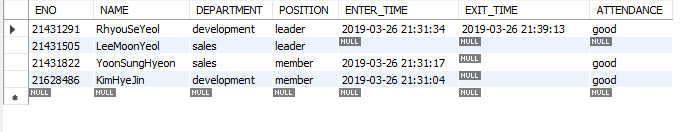 ENO NAME DEPARTMENT POSITION ENTER_TIME EXIT_TIME ATTENDANCE
21431291 RhyouSeYeol development leader 2019-03-26 21:31:34 2019-03-26 21:39:13 good
21431505 LeeMoonYeol sales leader NULL NULL NULL
21431822 YoonSungHyeon sales member 2019-03-26 21:31:17 NULL good
21628486 KimHyeJin development member 2019-03-26 21:31:04 NULL good
NULL NULL NULL NULL NULL NULL NULL